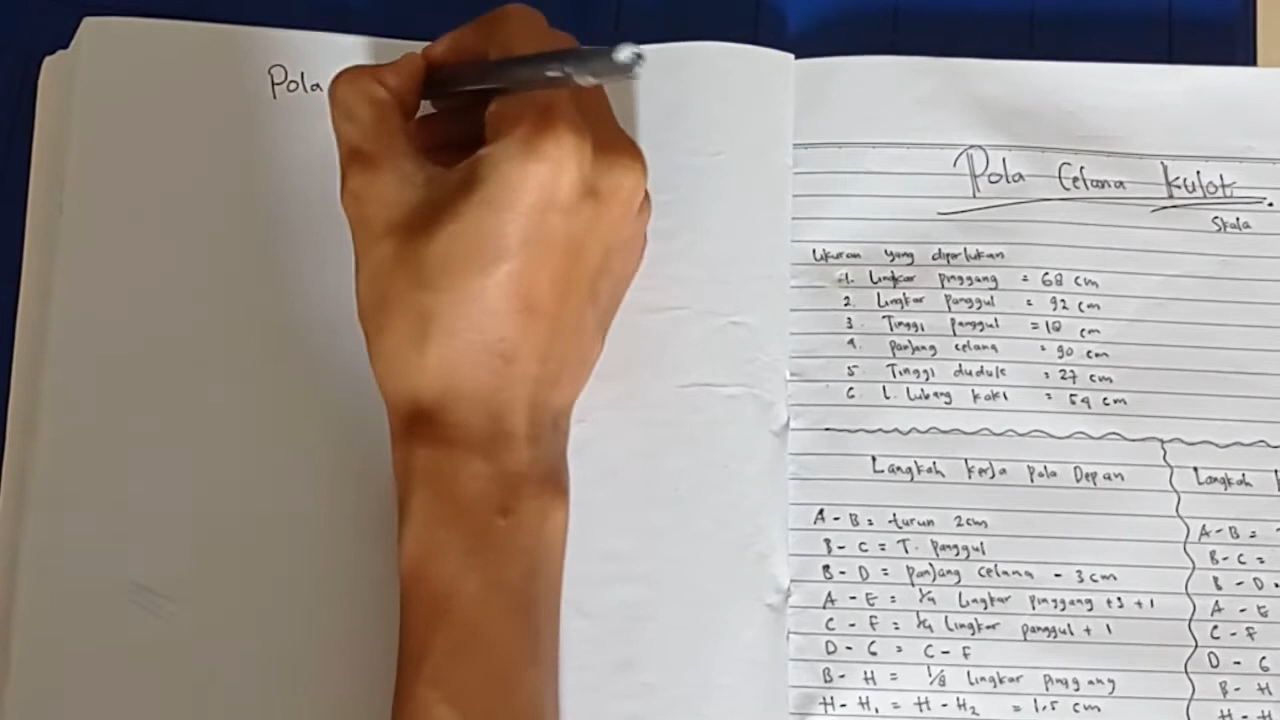 Pola
Pola Celana Kulot
Skala
Ukuran yang diperlukan
1. Lingkar pinggang = 68 cm
2. Lingkar panggul = 92 cm
3. Tinggi panggul = 18 cm
4. panjang celana = 90 cm
5. Tinggi duduk = 27 cm
6. L. Lubang kaki = 54 cm
Langkah kerja pola Depan
A - B = turun 2cm
B - C = T. panggul
B - D = panjang celana - 3 cm
A - E = 1/4 Lingkar pinggang +3 +1
C - F = 1/4 Lingkar panggul + 1
D - G = C - F
B - H = 1/8 Lingkar pinggang
H - H1 = H - H2 = 1,5 cm
Langkah
A - B =
B - C =
B - D =
A - E
C - F
D - G
B - H
H - H